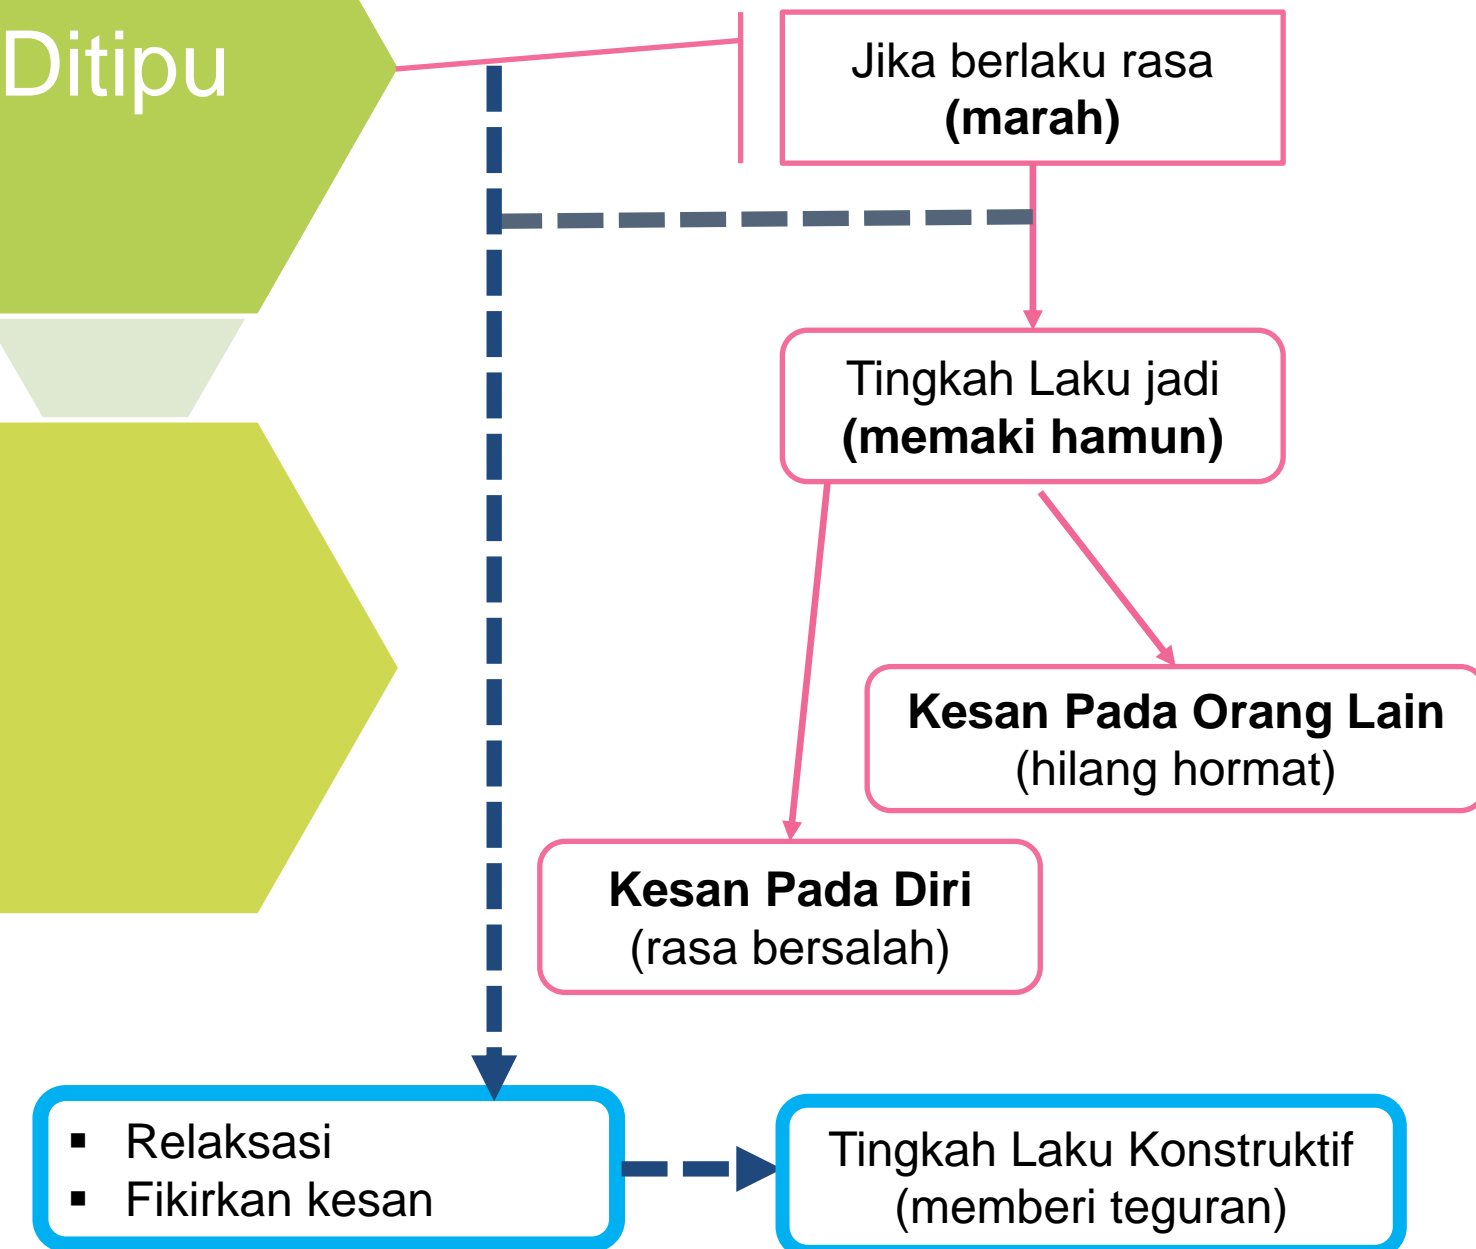 Ditipu
Jika berlaku rasa
(marah)
Tingkah Laku jadi
(memaki hamun)
Kesan Pada Orang Lain
(hilang hormat)
Kesan Pada Diri
(rasa bersalah)
▪ Relaksasi
▪ Fikirkan kesan
Tingkah Laku Konstruktif
(memberi teguran)